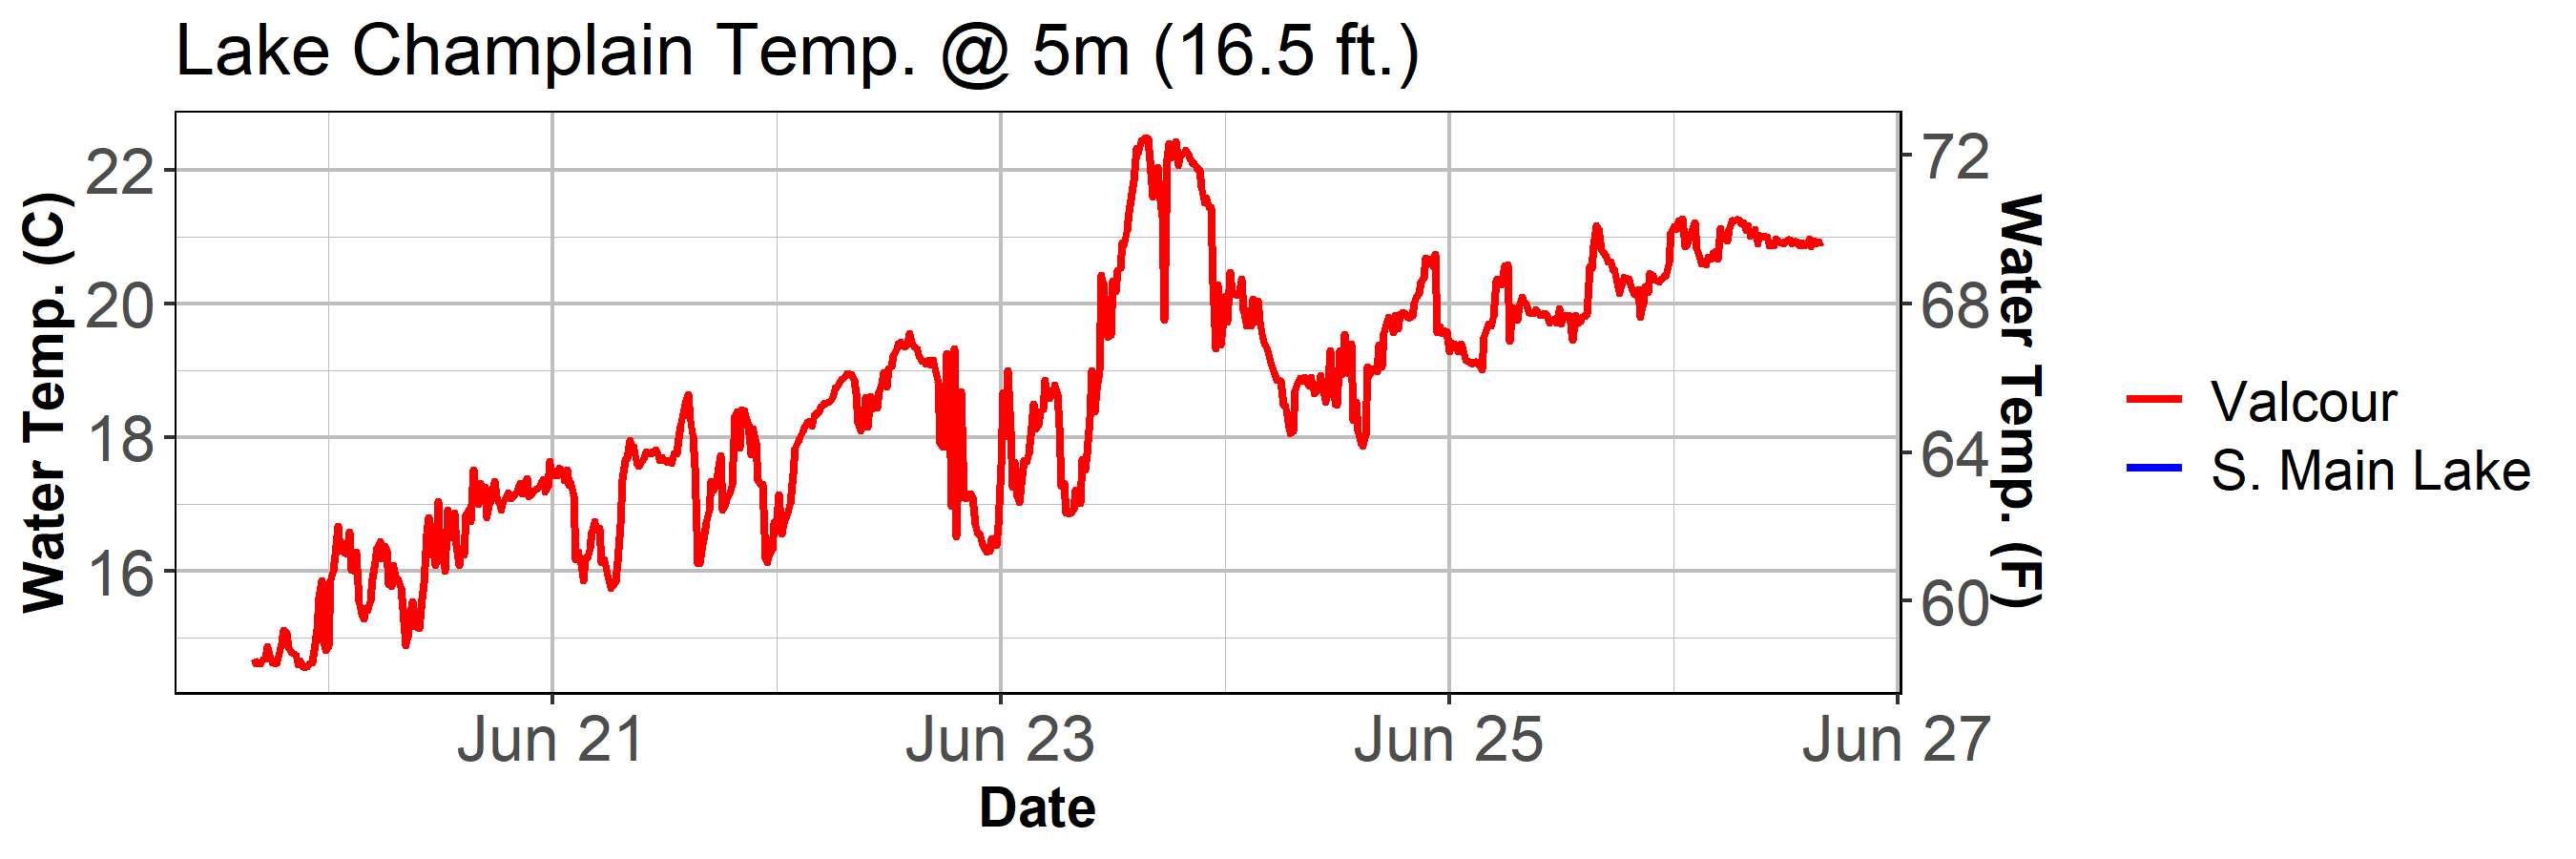 Lake Champlain Temp. @ 5m (16.5 ft.)
Water Temp. (C)
22
20
18
16
72
68
64
60
Water Temp. (F)
Jun 21
Jun 23
Jun 25
Jun 27
Date
Valcour
S. Main Lake